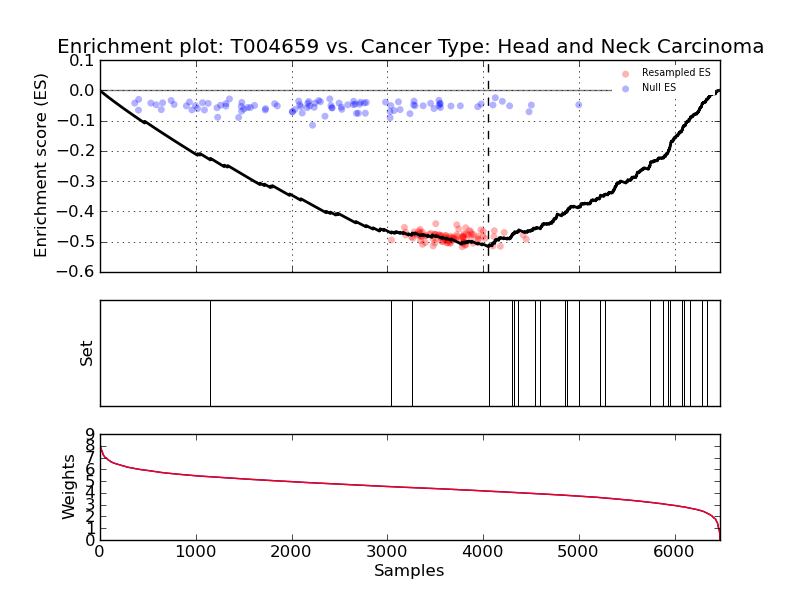 Enrichment plot: T004659 vs. Cancer Type: Head and Neck Carcinoma
0.1
0.0
−0.1
−0.2
−0.3
−0.4
−0.5
−0.6
Enrichment score (ES)
Resampled ES
Null ES
Set
9
8
7
6
5
4
3
2
1
0
Weights
0 1000 2000 3000 4000 5000 6000
Samples